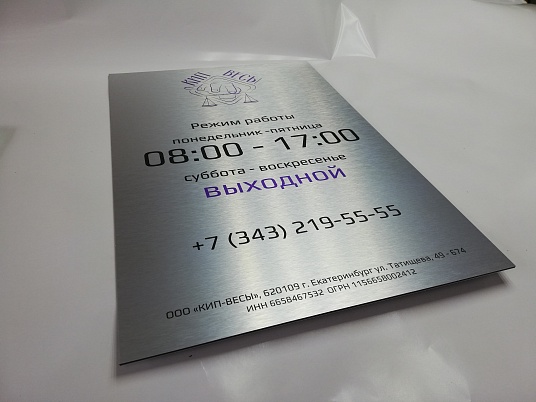 КИП ВЕСЫ
Режим работы
понедельник-пятница
08:00 - 17:00
суббота - воскресенье
ВЫХОДНОЙ
+7 (343) 219-55-55
ООО «КИП-ВЕСЫ», 620109 г. Екатеринбург ул. Татищева, 49 - 674
ИНН 6658467532 ОГРН 1156658002412